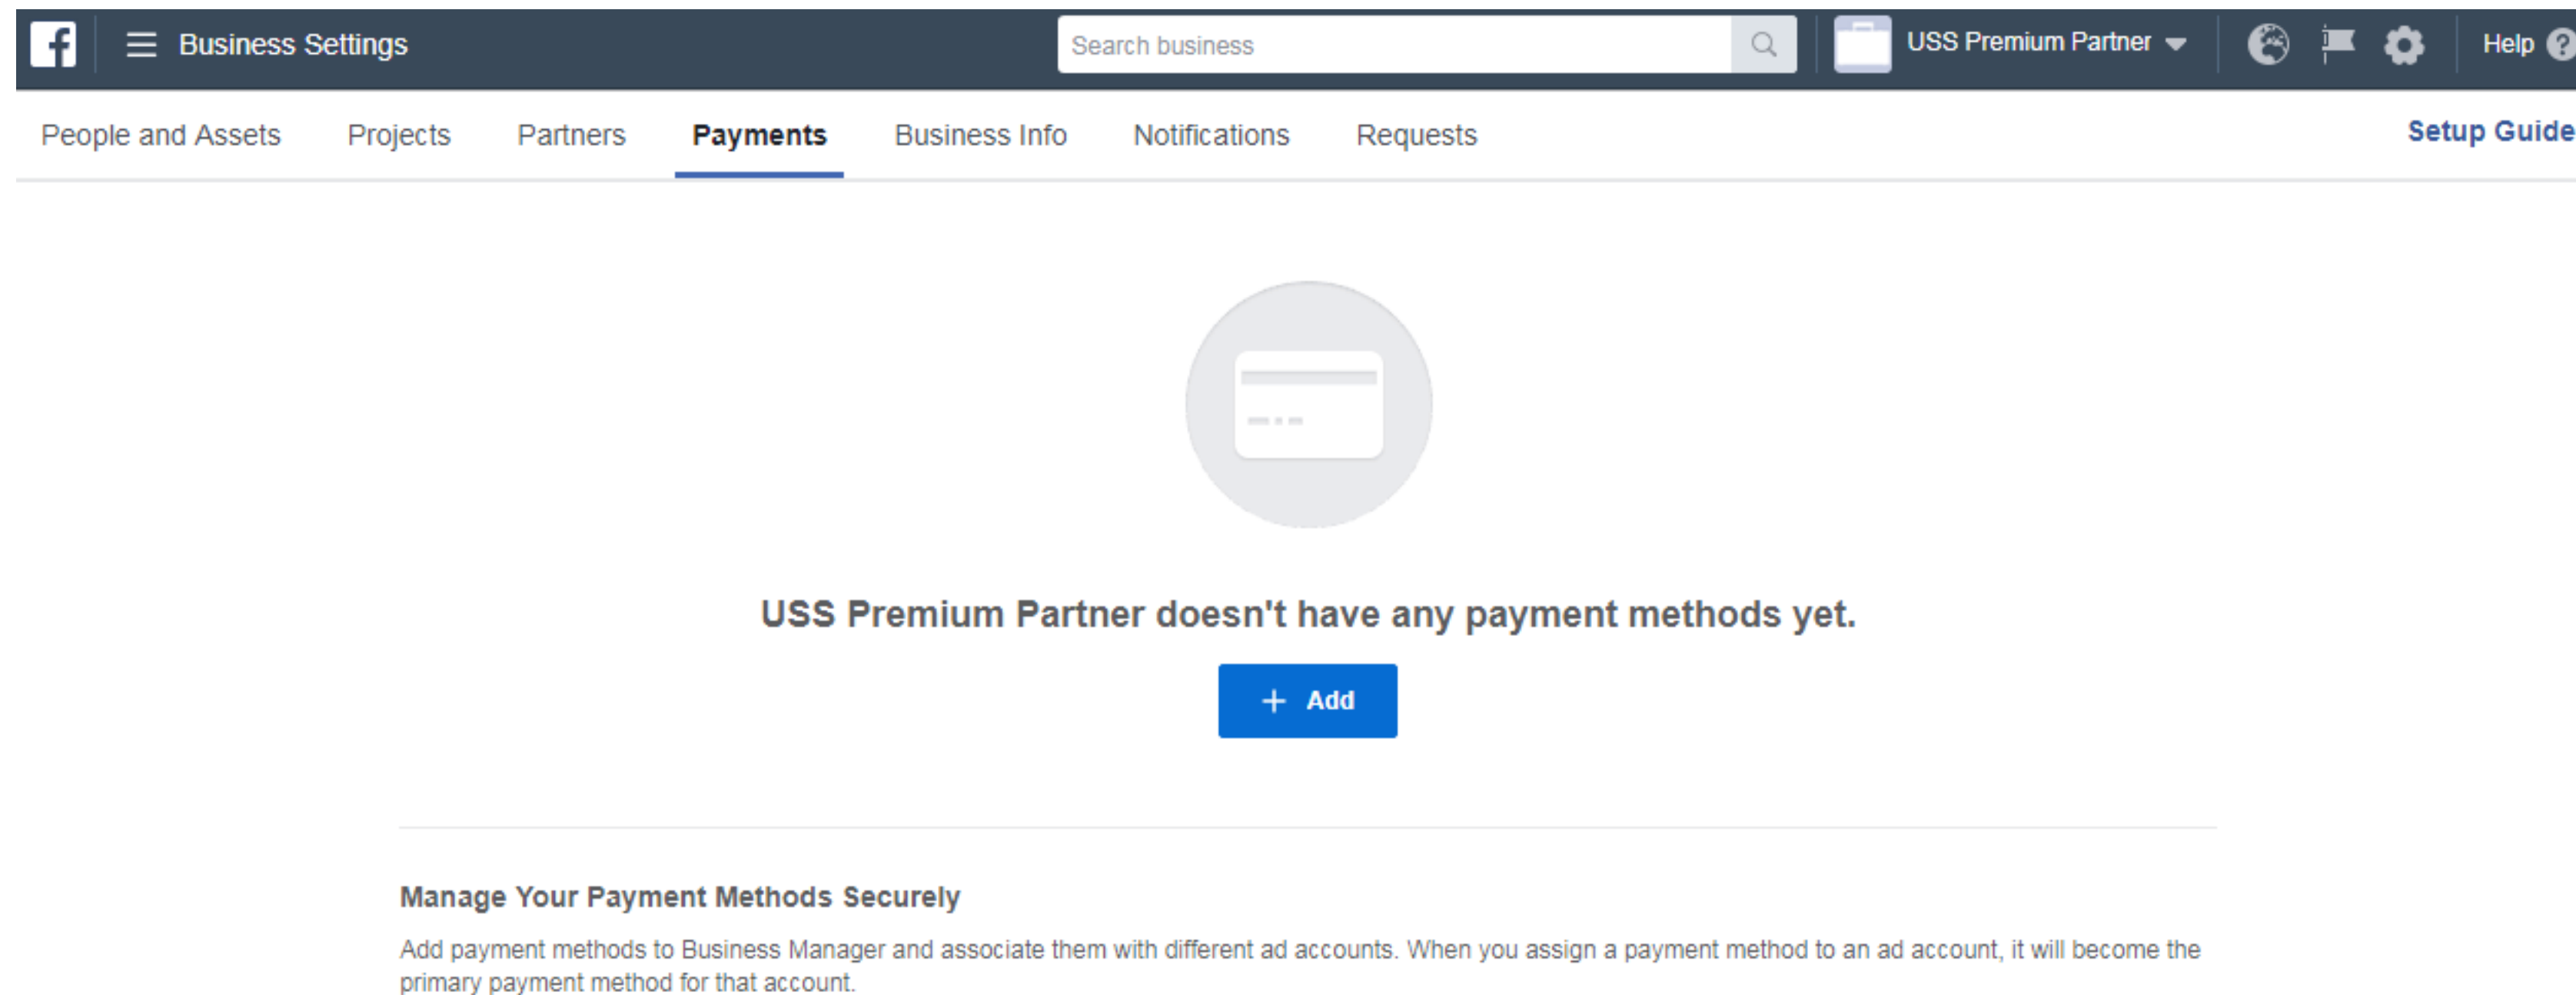 f Business Settings Search business USS Premium Partner Help ?
People and Assets Projects Partners Payments Business Info Notifications Requests Setup Guide
USS Premium Partner doesn't have any payment methods yet.
+ Add
Manage Your Payment Methods Securely
Add payment methods to Business Manager and associate them with different ad accounts. When you assign a payment method to an ad account, it will become the
primary payment method for that account.